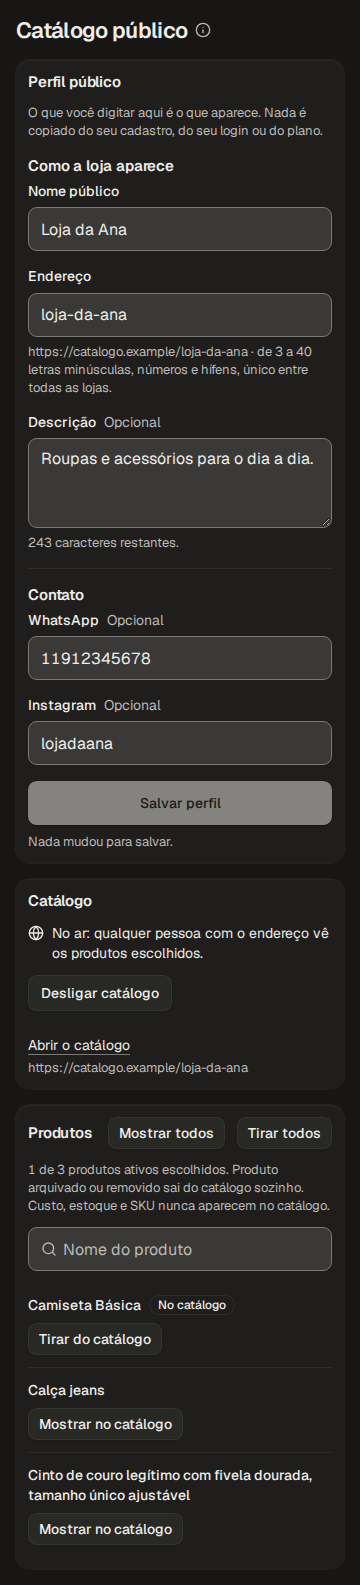 Catálogo público
Perfil público
O que você digitar aqui é o que aparece. Nada é
copiado do seu cadastro, do seu login ou do plano.
Como a loja aparece
Nome público
Loja da Ana
Endereço
loja-da-ana
https://catalogo.example/loja-da-ana · de 3 a 40
letras minúsculas, números e hífens, único entre
todas as lojas.
Descrição Opcional
Roupas e acessórios para o dia a dia.
243 caracteres restantes.
Contato
WhatsApp Opcional
11912345678
Instagram Opcional
lojadaana
Salvar perfil
Nada mudou para salvar.
Catálogo
No ar: qualquer pessoa com o endereço vê
os produtos escolhidos.
Desligar catálogo
Abrir o catálogo
https://catalogo.example/loja-da-ana
Produtos Mostrar todos Tirar todos
1 de 3 produtos ativos escolhidos. Produto
arquivado ou removido sai do catálogo sozinho.
Custo, estoque e SKU nunca aparecem no catálogo.
Nome do produto
Camiseta Básica No catálogo
Tirar do catálogo
Calça jeans
Mostrar no catálogo
Cinto de couro legítimo com fivela dourada,
tamanho único ajustável
Mostrar no catálogo